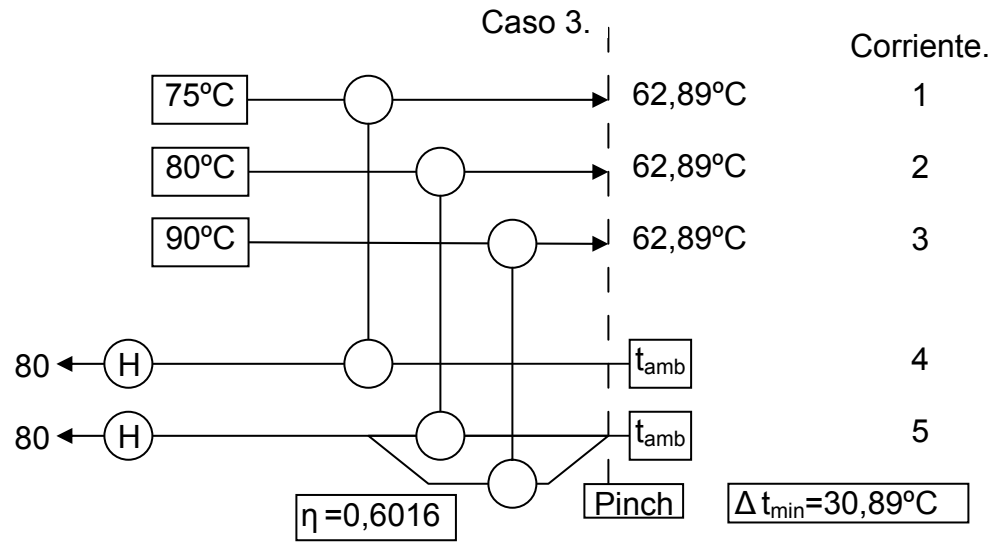 Caso 3.
Corriente.
75ºC 62,89ºC 1
80ºC 62,89ºC 2
90ºC 62,89ºC 3
80 H tamb 4
80 H tamb 5
η =0,6016 Pinch Δ tmin=30,89ºC